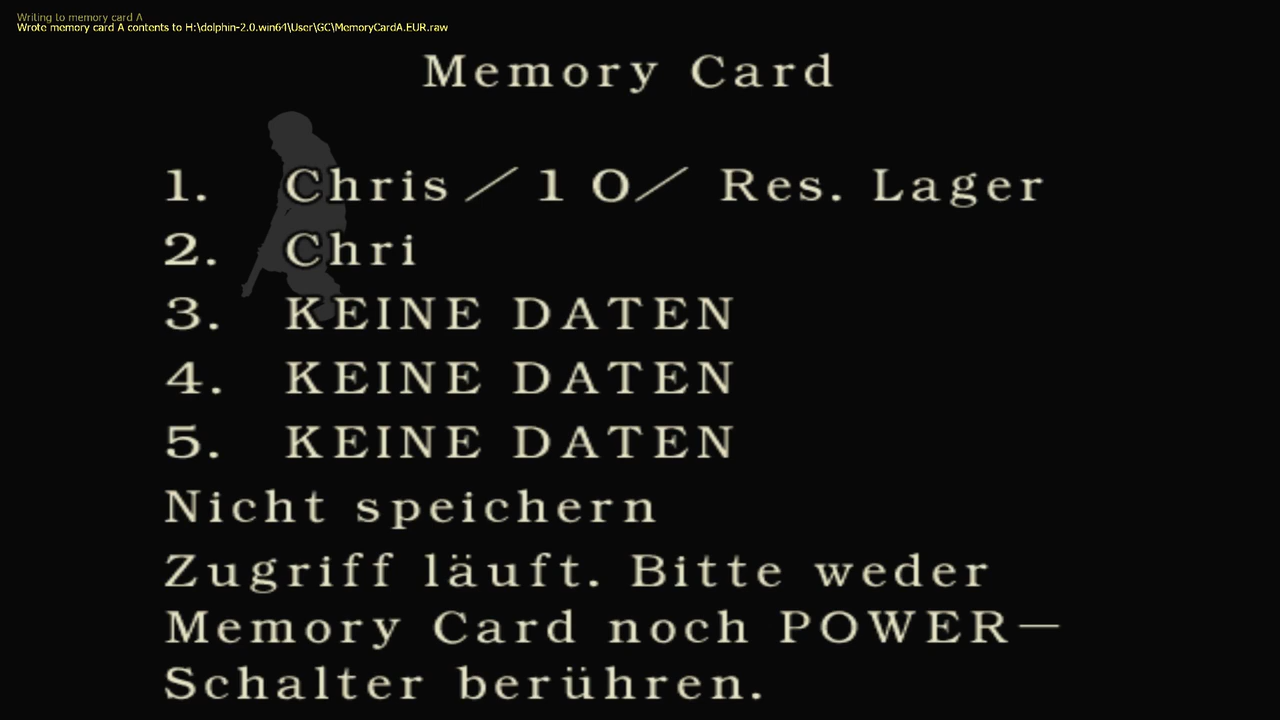 Writing to memory card A
Wrote memory card A contents to H:\dolphin-2.0.win64\User\GC\MemoryCardA.EUR.raw
Memory Card
1. Chris／10／ Res. Lager
2. Chri
3. KEINE DATEN
4. KEINE DATEN
5. KEINE DATEN
Nicht speichern
Zugriff läuft. Bitte weder
Memory Card noch POWER—
Schalter berühren.